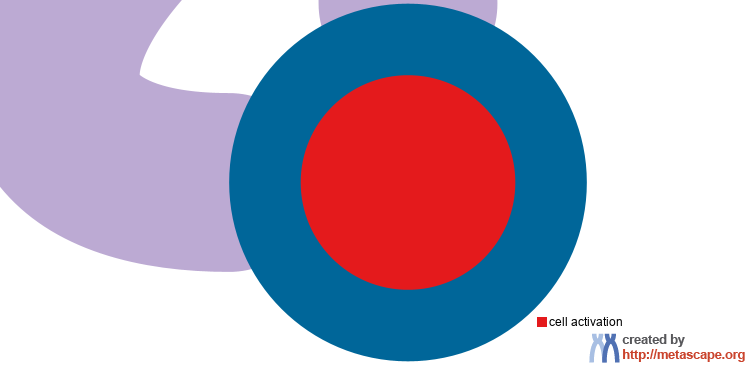 cell activation
created by
http://metascape.org